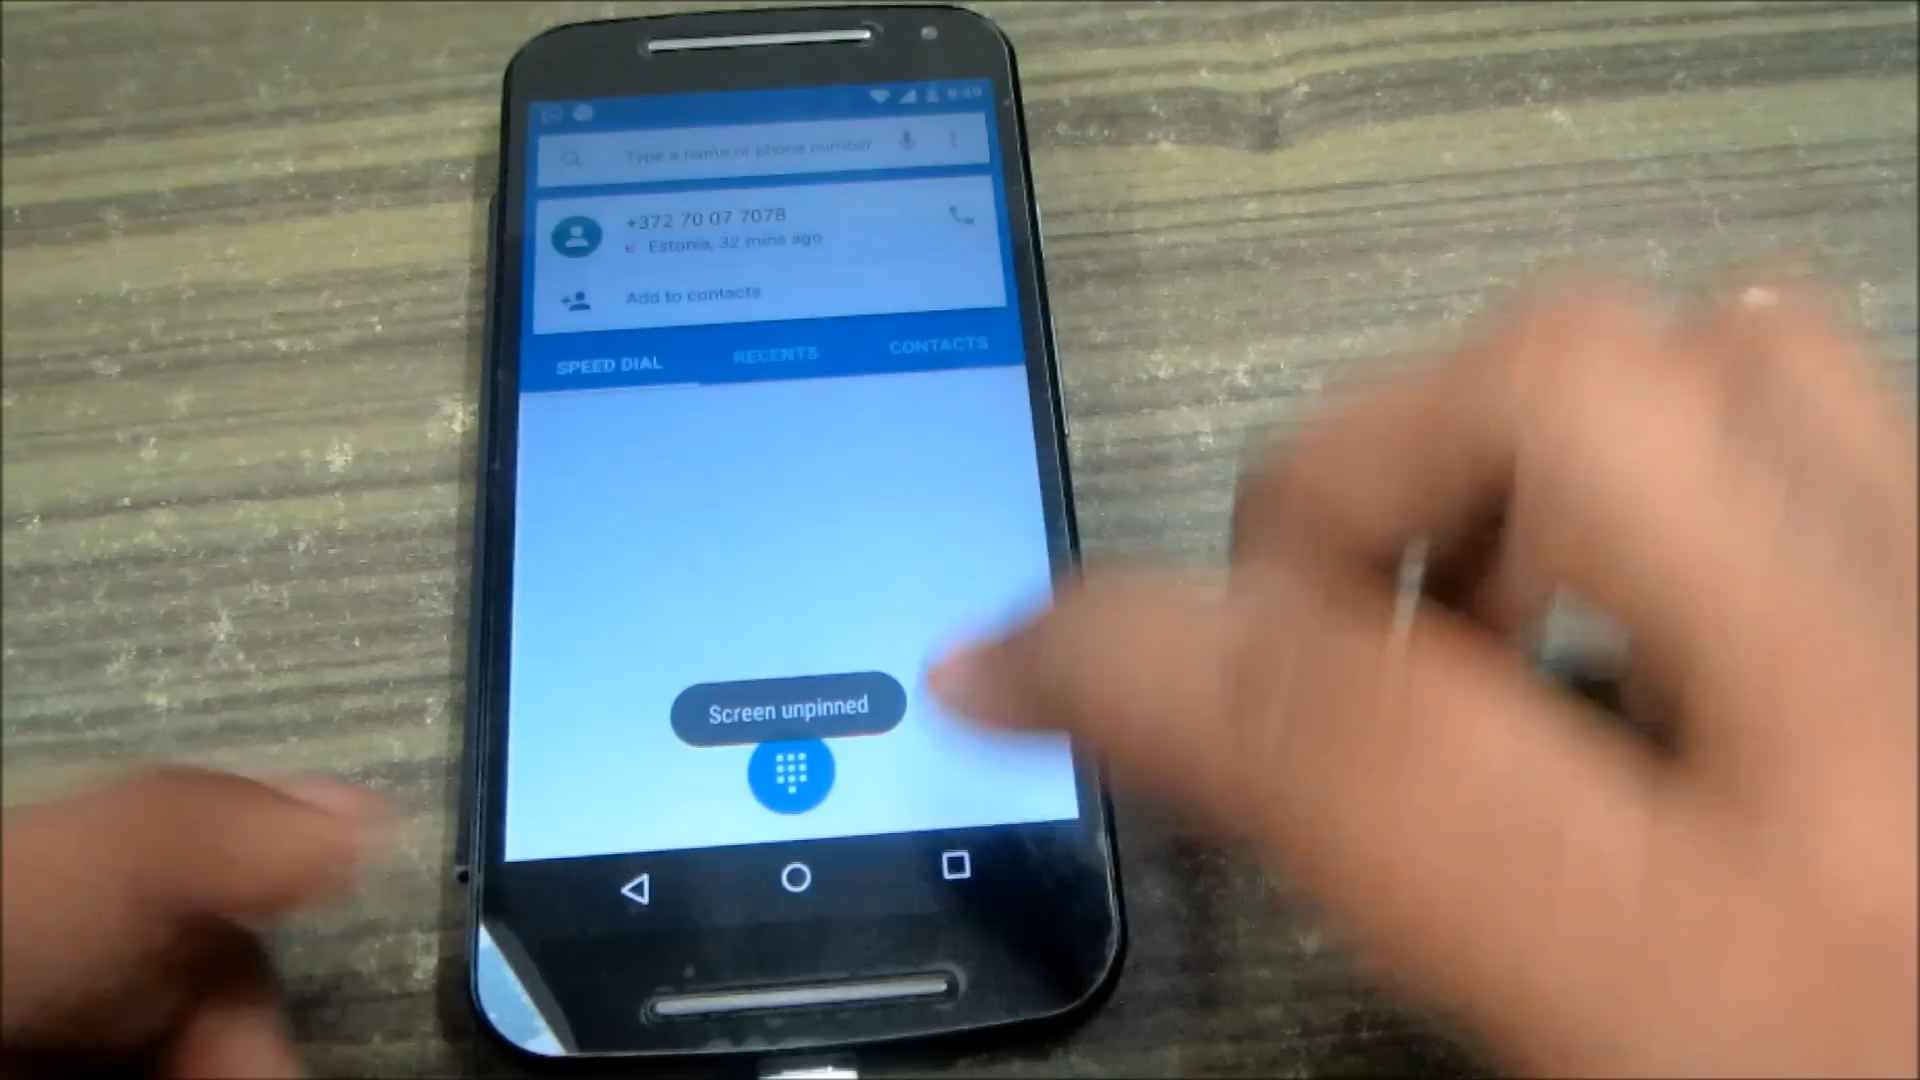 Type a name or phone number
+372 70 07 7078
Estonia, 32 mins ago
Add to contacts
SPEED DIAL
RECENTS
CONTACTS
Screen unpinned